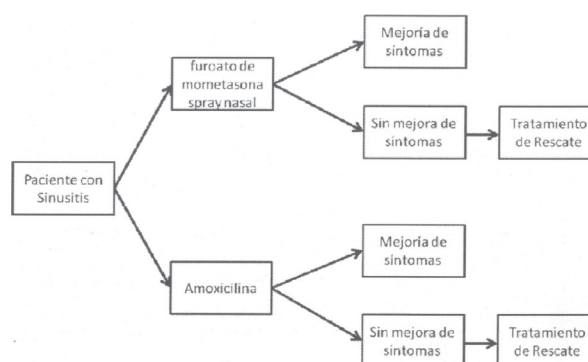 Paciente con
Sinusitis
furoato de
mometasona
spray nasal
Mejoría de
síntomas
Sin mejora de
síntomas
Tratamiento
de Rescate
Amoxicilina
Mejoría de
síntomas
Sin mejora de
síntomas
Tratamiento
de Rescate